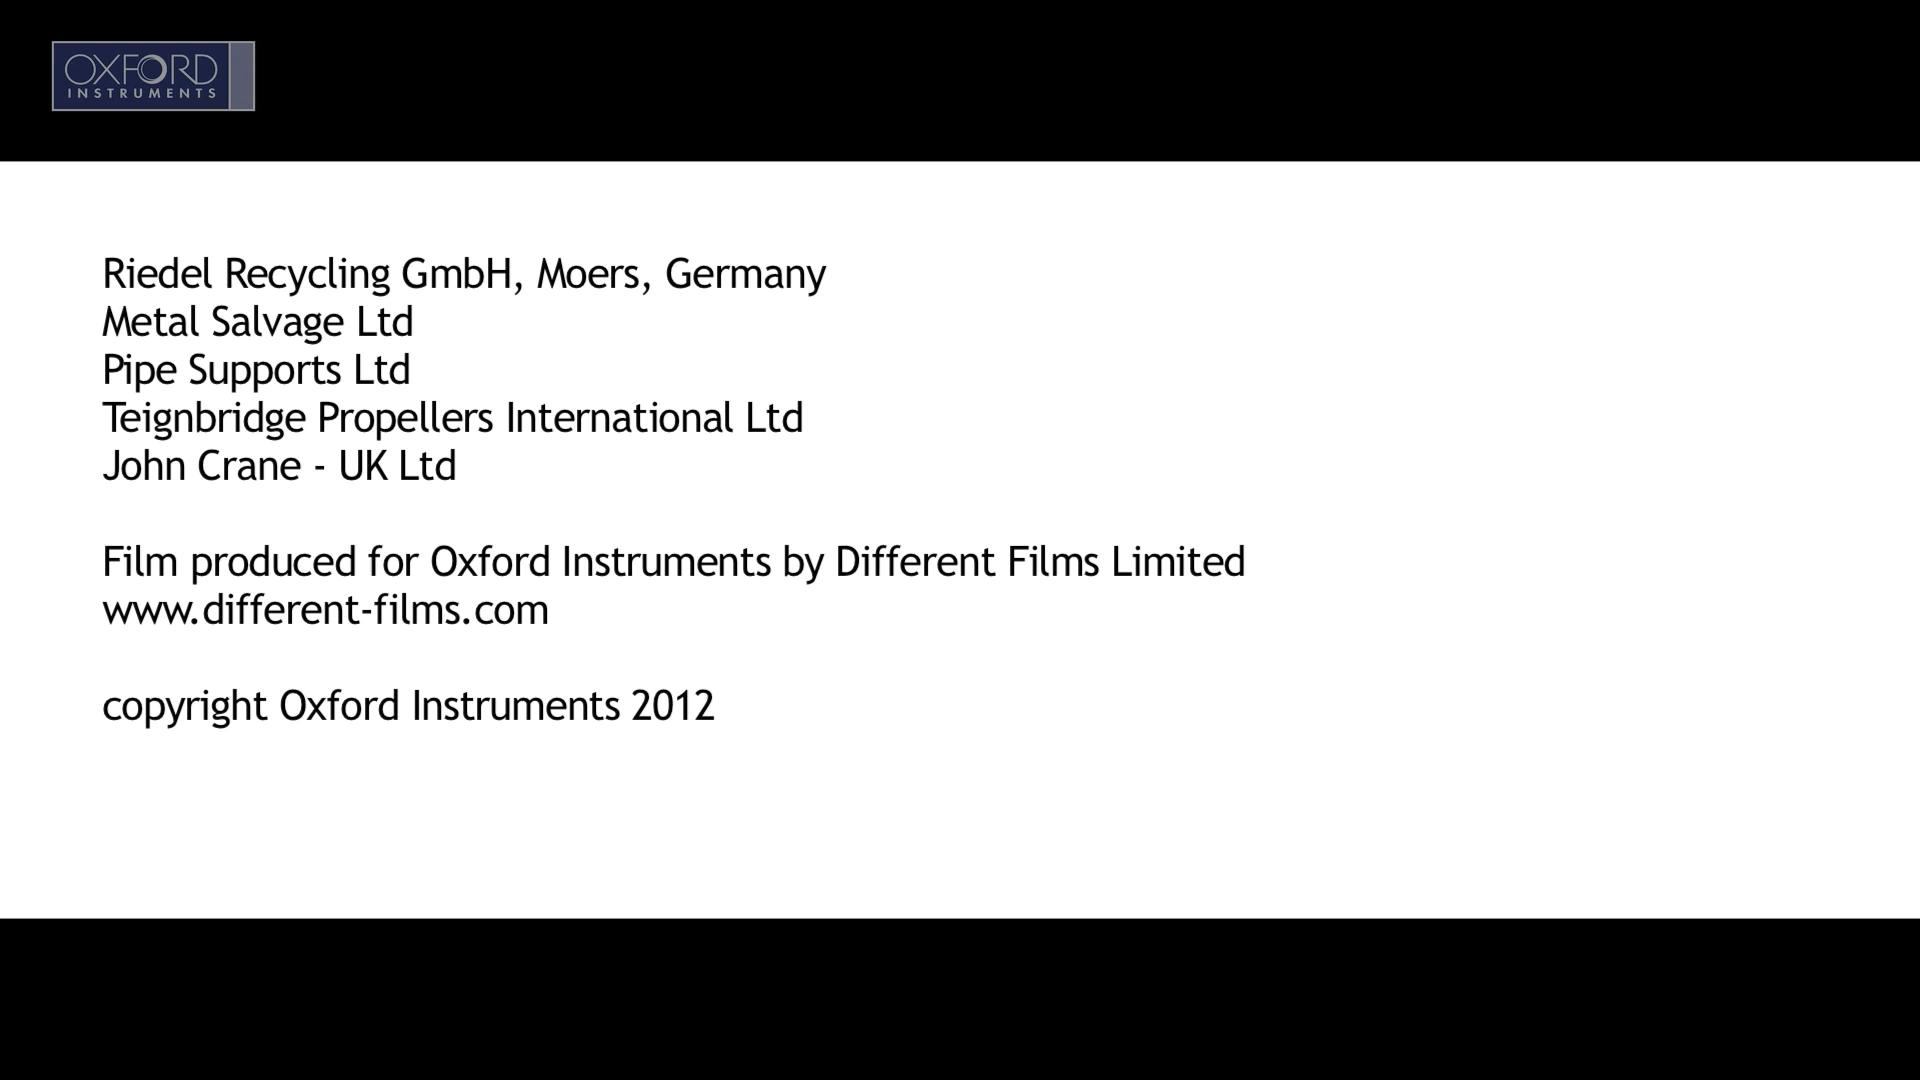 OXFORD
INSTRUMENTS
Riedel Recycling GmbH, Moers, Germany
Metal Salvage Ltd
Pipe Supports Ltd
Teignbridge Propellers International Ltd
John Crane - UK Ltd
Film produced for Oxford Instruments by Different Films Limited
www.different-films.com
copyright Oxford Instruments 2012